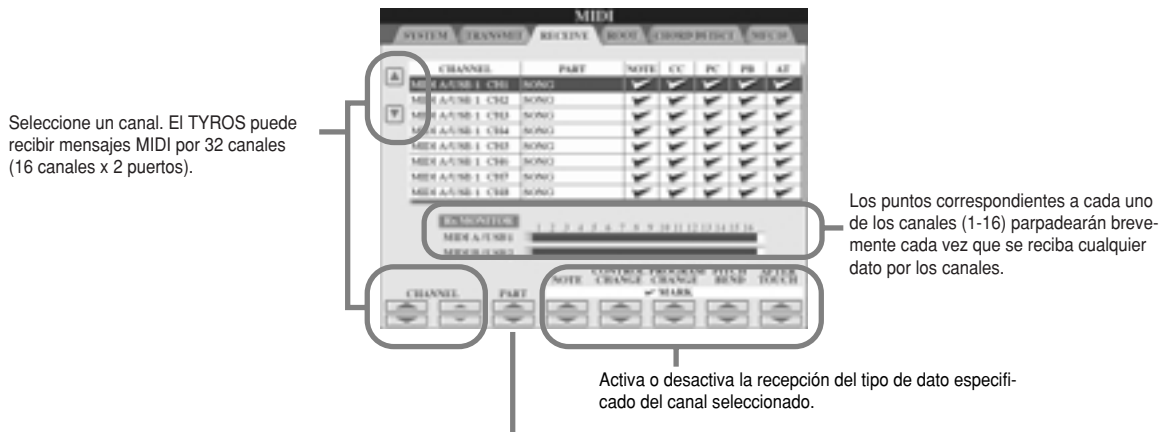 MIDI
SYSTEM TRANSMIT RECEIVE ROOT CHORD DETECT MFC10
CHANNEL PART NOTE CC PC PB AT
MIDI A/USB 1 CH1 SONG
MIDI A/USB 1 CH2 SONG
MIDI A/USB 1 CH3 SONG
MIDI A/USB 1 CH4 SONG
MIDI A/USB 1 CH5 SONG
MIDI A/USB 1 CH6 SONG
MIDI A/USB 1 CH7 SONG
MIDI A/USB 1 CH8 SONG
Seleccione un canal. El TYROS puede
recibir mensajes MIDI por 32 canales
(16 canales x 2 puertos).
Rx MONITOR 1 2 3 4 5 6 7 8 9 10 11 12 13 14 15 16
MIDI A/USB1
MIDI B/USB2
Los puntos correspondientes a cada uno
de los canales (1-16) parpadearán breve-
mente cada vez que se reciba cualquier
dato por los canales.
CHANNEL PART NOTE CONTROL CHANGE PROGRAM CHANGE PITCH BEND AFTER TOUCH
✔ MARK
Activa o desactiva la recepción del tipo de dato especifi-
cado del canal seleccionado.